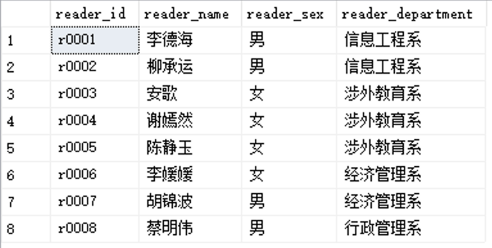 reader_id reader_name reader_sex reader_department
1 r0001 李德海 男 信息工程系
2 r0002 柳承运 男 信息工程系
3 r0003 安歌 女 涉外教育系
4 r0004 谢嫣然 女 涉外教育系
5 r0005 陈静玉 女 涉外教育系
6 r0006 李媛媛 女 经济管理系
7 r0007 胡锦波 男 经济管理系
8 r0008 蔡明伟 男 行政管理系